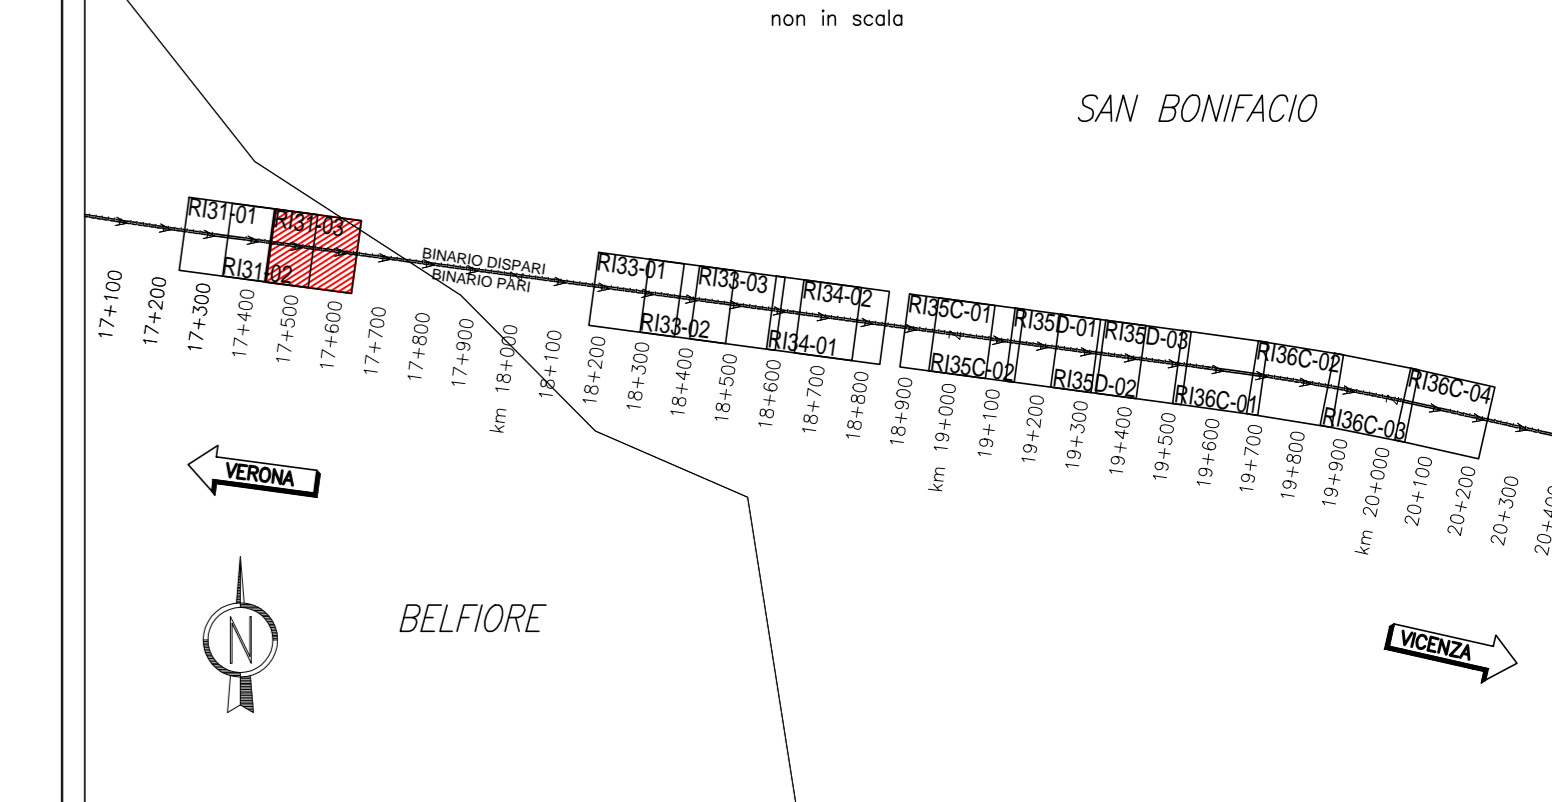 non in scala
SAN BONIFACIO
RI31-01
RI31-03
RI31-02
BINARIO DISPARI
BINARIO PARI
RI33-01
RI33-03
RI34-02
RI33-02
RI34-01
RI35C-01
RI35D-01
RI35D-03
RI35C-02
RI35D-02
RI36C-02
RI36C-04
RI36C-01
RI36C-03
17+100
17+200
17+300
17+400
17+500
17+600
17+700
17+800
17+900
km 18+000
18+100
18+200
18+300
18+400
18+500
18+600
18+700
18+800
18+900
km 19+000
19+100
19+200
19+300
19+400
19+500
19+600
19+700
19+800
19+900
km 20+000
20+100
20+200
20+300
20+400
VERONA
N
BELFIORE
VICENZA